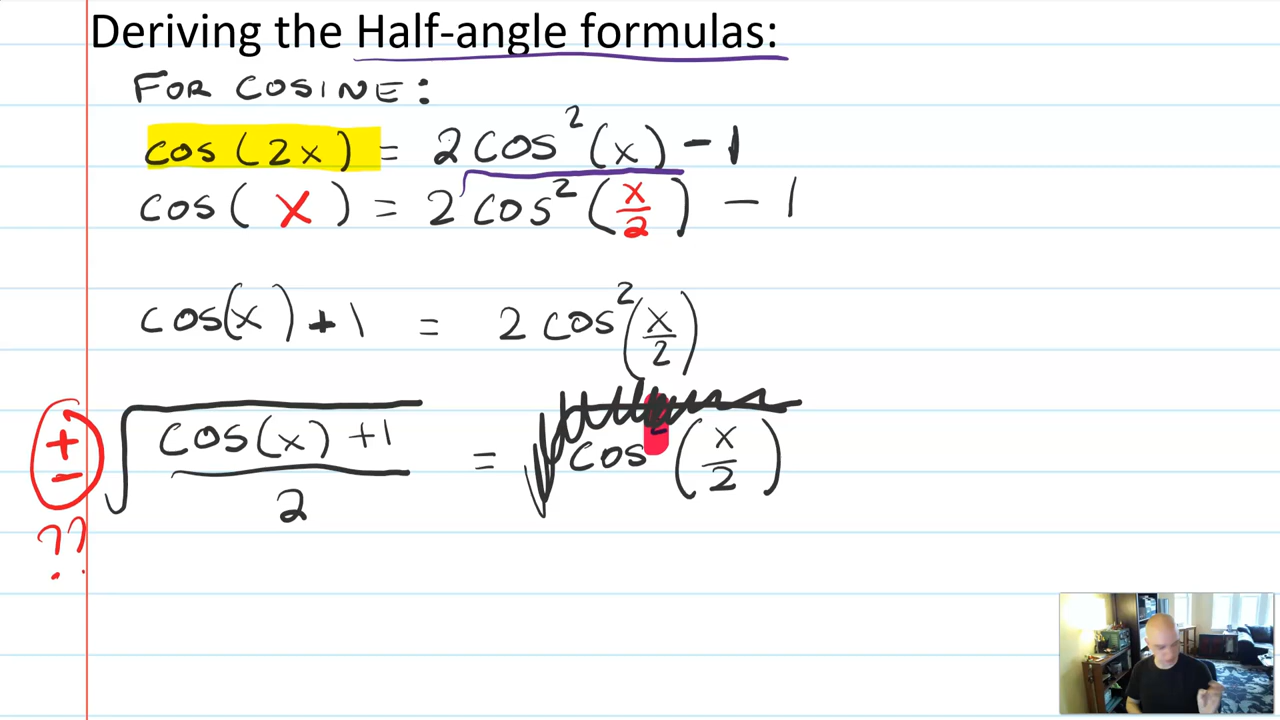 Deriving the Half-angle formulas:
FOR COSINE:
cos(2x) = 2cos²(x) - 1
cos(x) = 2cos²(x/2) - 1
cos(x) + 1 = 2cos²(x/2)
± √((cos(x) + 1)/2) = cos (x/2)
??